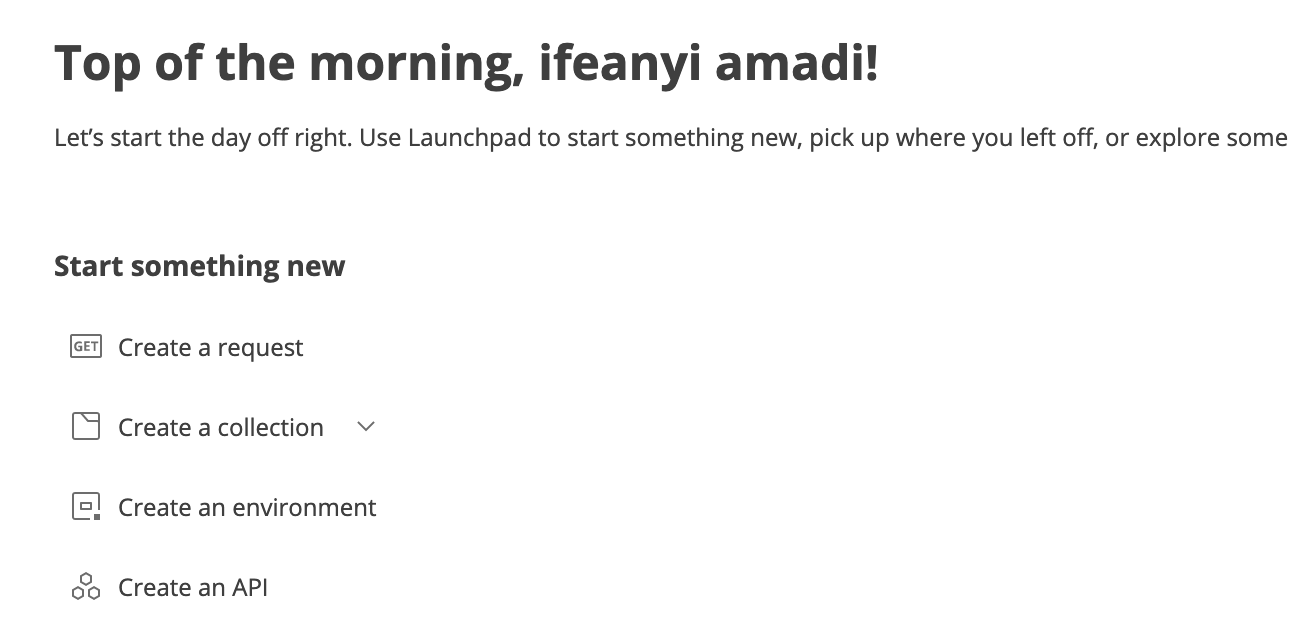 Top of the morning, ifeanyi amadi!
Let’s start the day off right. Use Launchpad to start something new, pick up where you left off, or explore some
Start something new
GET Create a request
Create a collection
Create an environment
Create an API